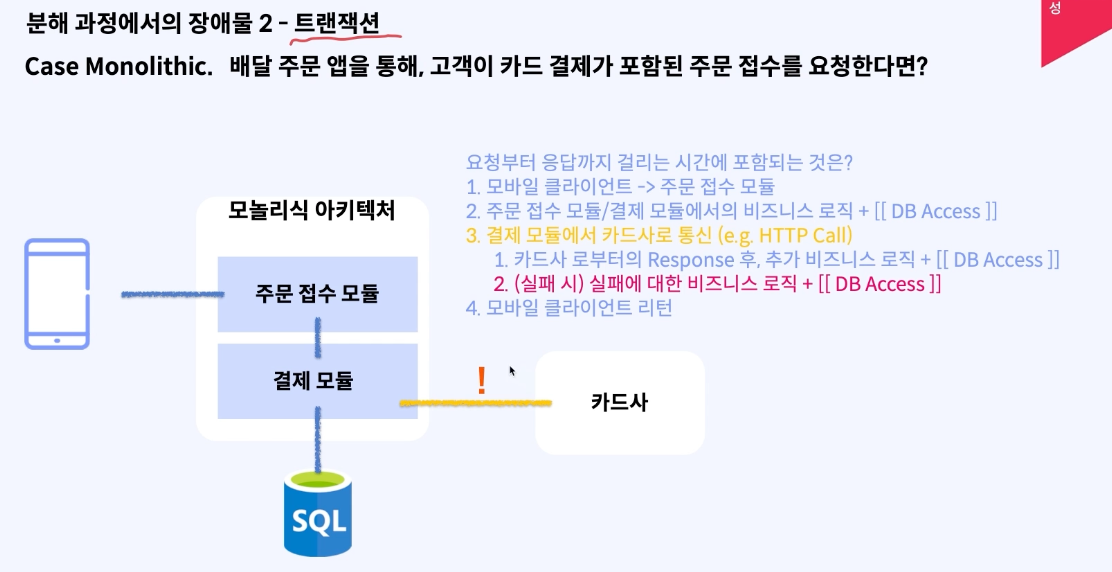 성
분해 과정에서의 장애물 2 - 트랜잭션
Case Monolithic. 배달 주문 앱을 통해, 고객이 카드 결제가 포함된 주문 접수를 요청한다면?
요청부터 응답까지 걸리는 시간에 포함되는 것은?
1. 모바일 클라이언트 -> 주문 접수 모듈
2. 주문 접수 모듈/결제 모듈에서의 비즈니스 로직 + [[ DB Access ]]
3. 결제 모듈에서 카드사로 통신 (e.g. HTTP Call)
1. 카드사 로부터의 Response 후, 추가 비즈니스 로직 + [[ DB Access ]]
2. (실패 시) 실패에 대한 비즈니스 로직 + [[ DB Access ]]
4. 모바일 클라이언트 리턴
모놀리식 아키텍처
주문 접수 모듈
결제 모듈
!
카드사
SQL